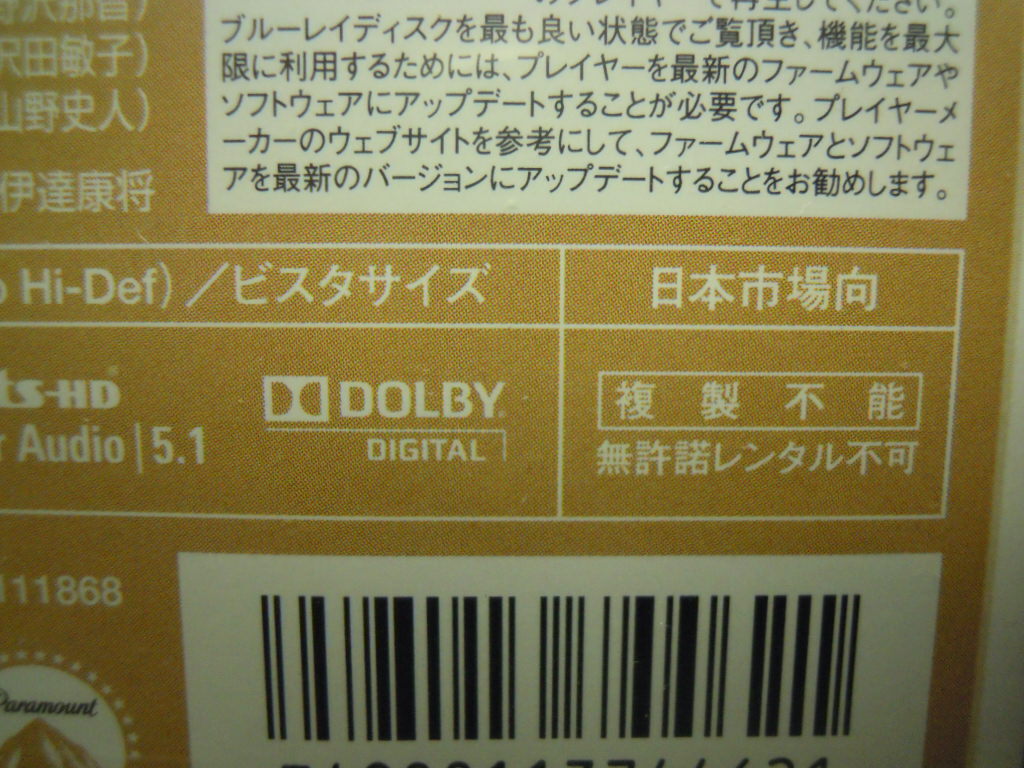 ブルーレイディスクを最も良い状態でご覧頂き、機能を最大
限に利用するためには、プレイヤーを最新のファームウェアや
ソフトウェアにアップデートすることが必要です。プレイヤーメ
ーカーのウェブサイトを参考にして、ファームウェアとソフトウェ
アを最新のバージョンにアップデートすることをお勧めします。
沢田敏子）
山野史人）
伊達康将
Hi-Def）／ビスタサイズ
日本市場向
ts-HD
DOLBY
DIGITAL
Audio | 5.1
複製不能
無許諾レンタル不可
111868
Paramount